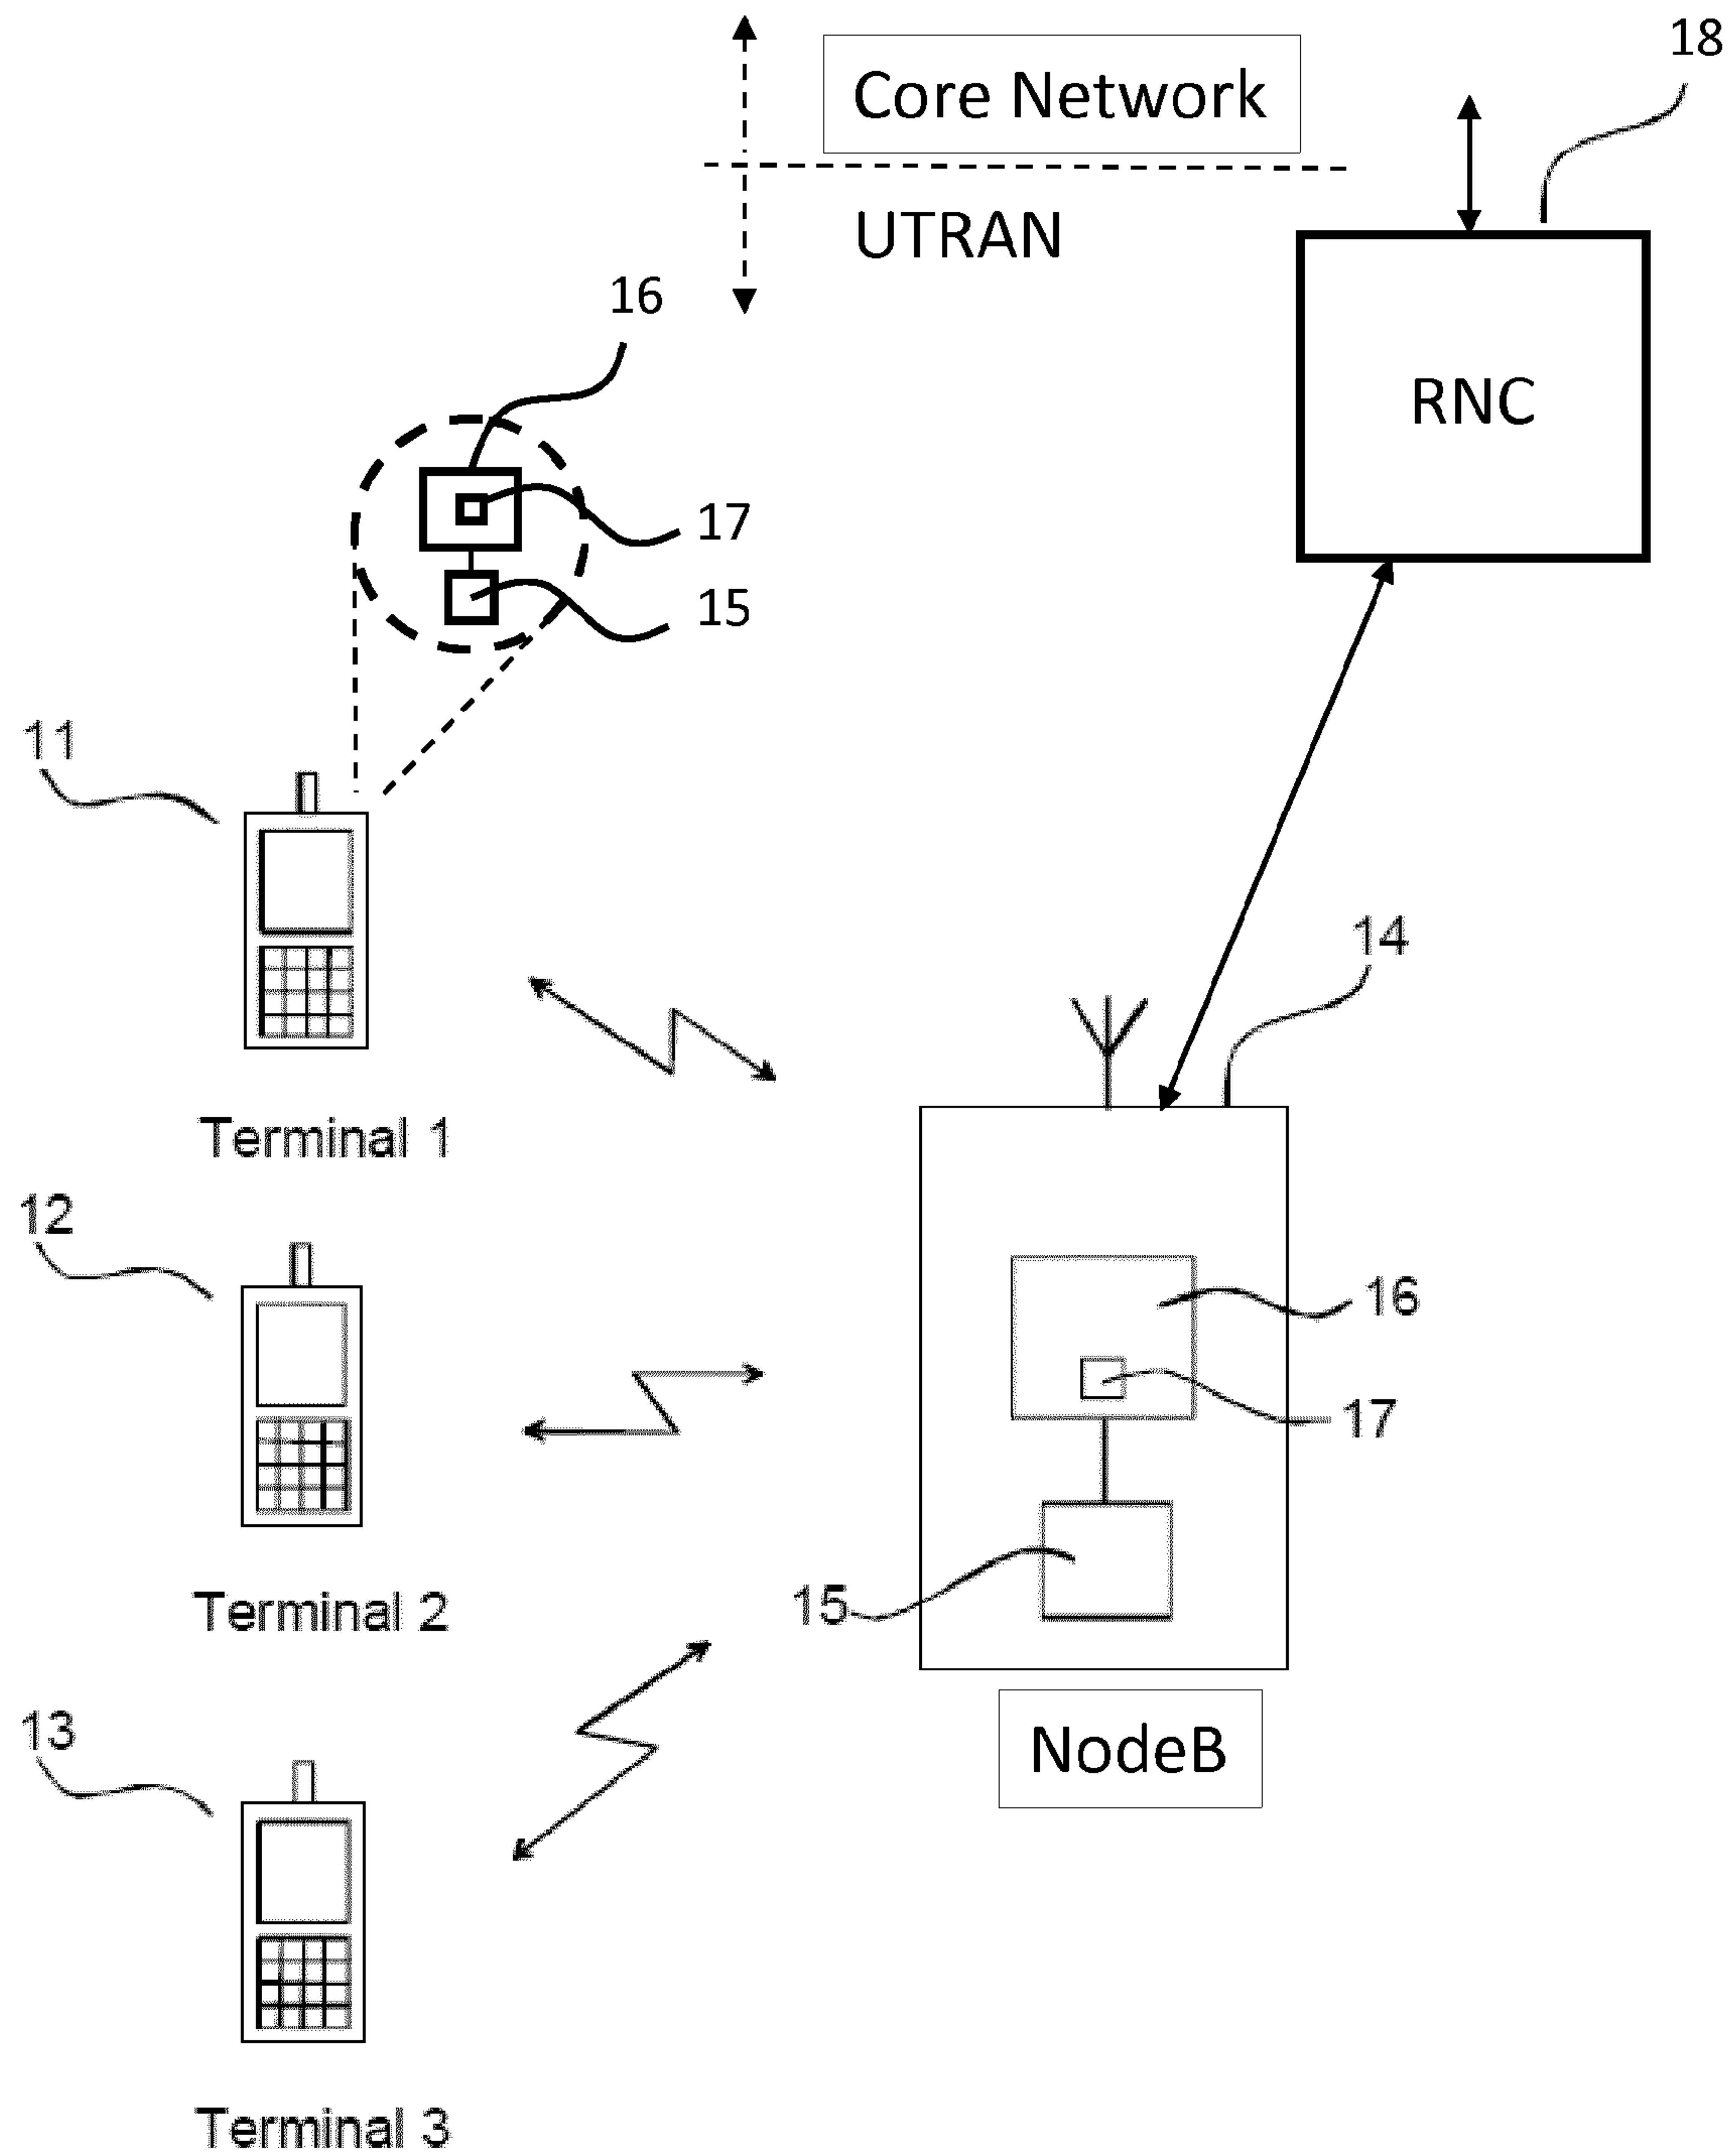 18
Core Network
UTRAN
16
RNC
17
15
11
14
Terminal 1
12
16
17
15
Terminal 2
13
NodeB
Terminal 3